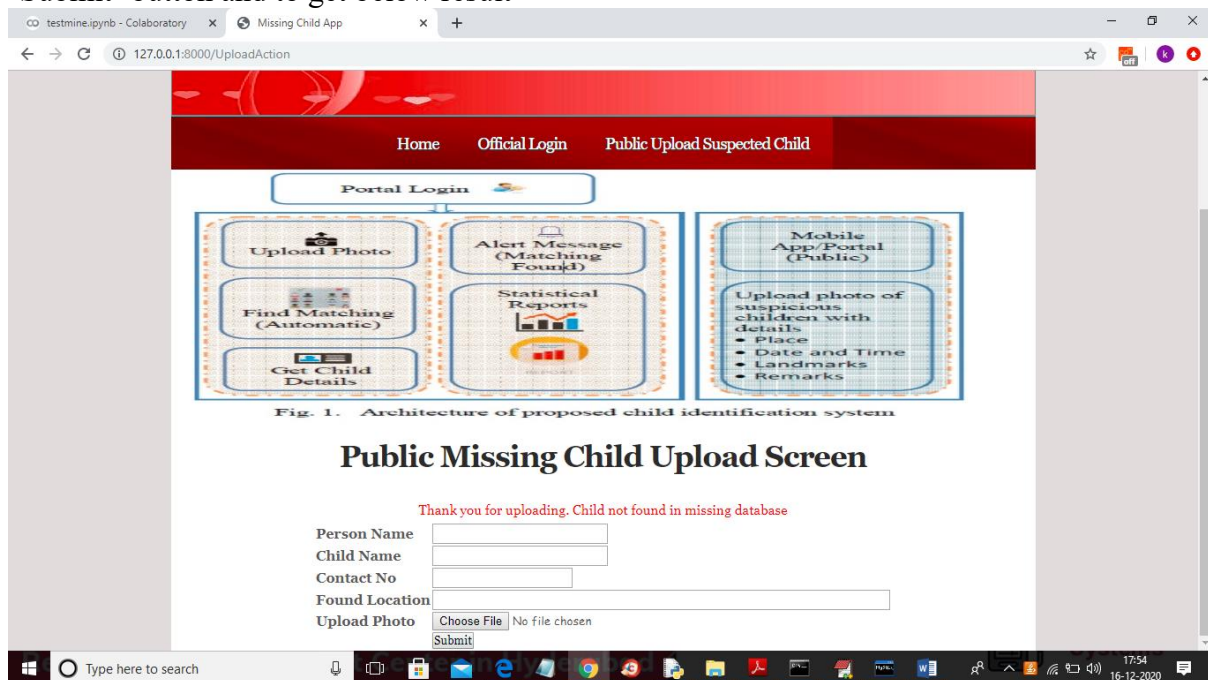 Submit' button and to get below result
testmine.ipynb - Colaboratory
Missing Child App
127.0.0.1:8000/UploadAction
off
k
Home Official Login Public Upload Suspected Child
Portal Login
Upload Photo
Find Matching
(Automatic)
Get Child
Details
Alert Message
(Matching
Found)
Statistical
Reports
Mobile
App/Portal
(Public)
Upload photo of
suspicious
children with
details
• Place
• Date and Time
• Landmarks
• Remarks
Fig. 1. Architecture of proposed child identification system
Public Missing Child Upload Screen
Thank you for uploading. Child not found in missing database
Person Name
Child Name
Contact No
Found Location
Upload Photo Choose File No file chosen
Submit
Type here to search
17:54
16-12-2020